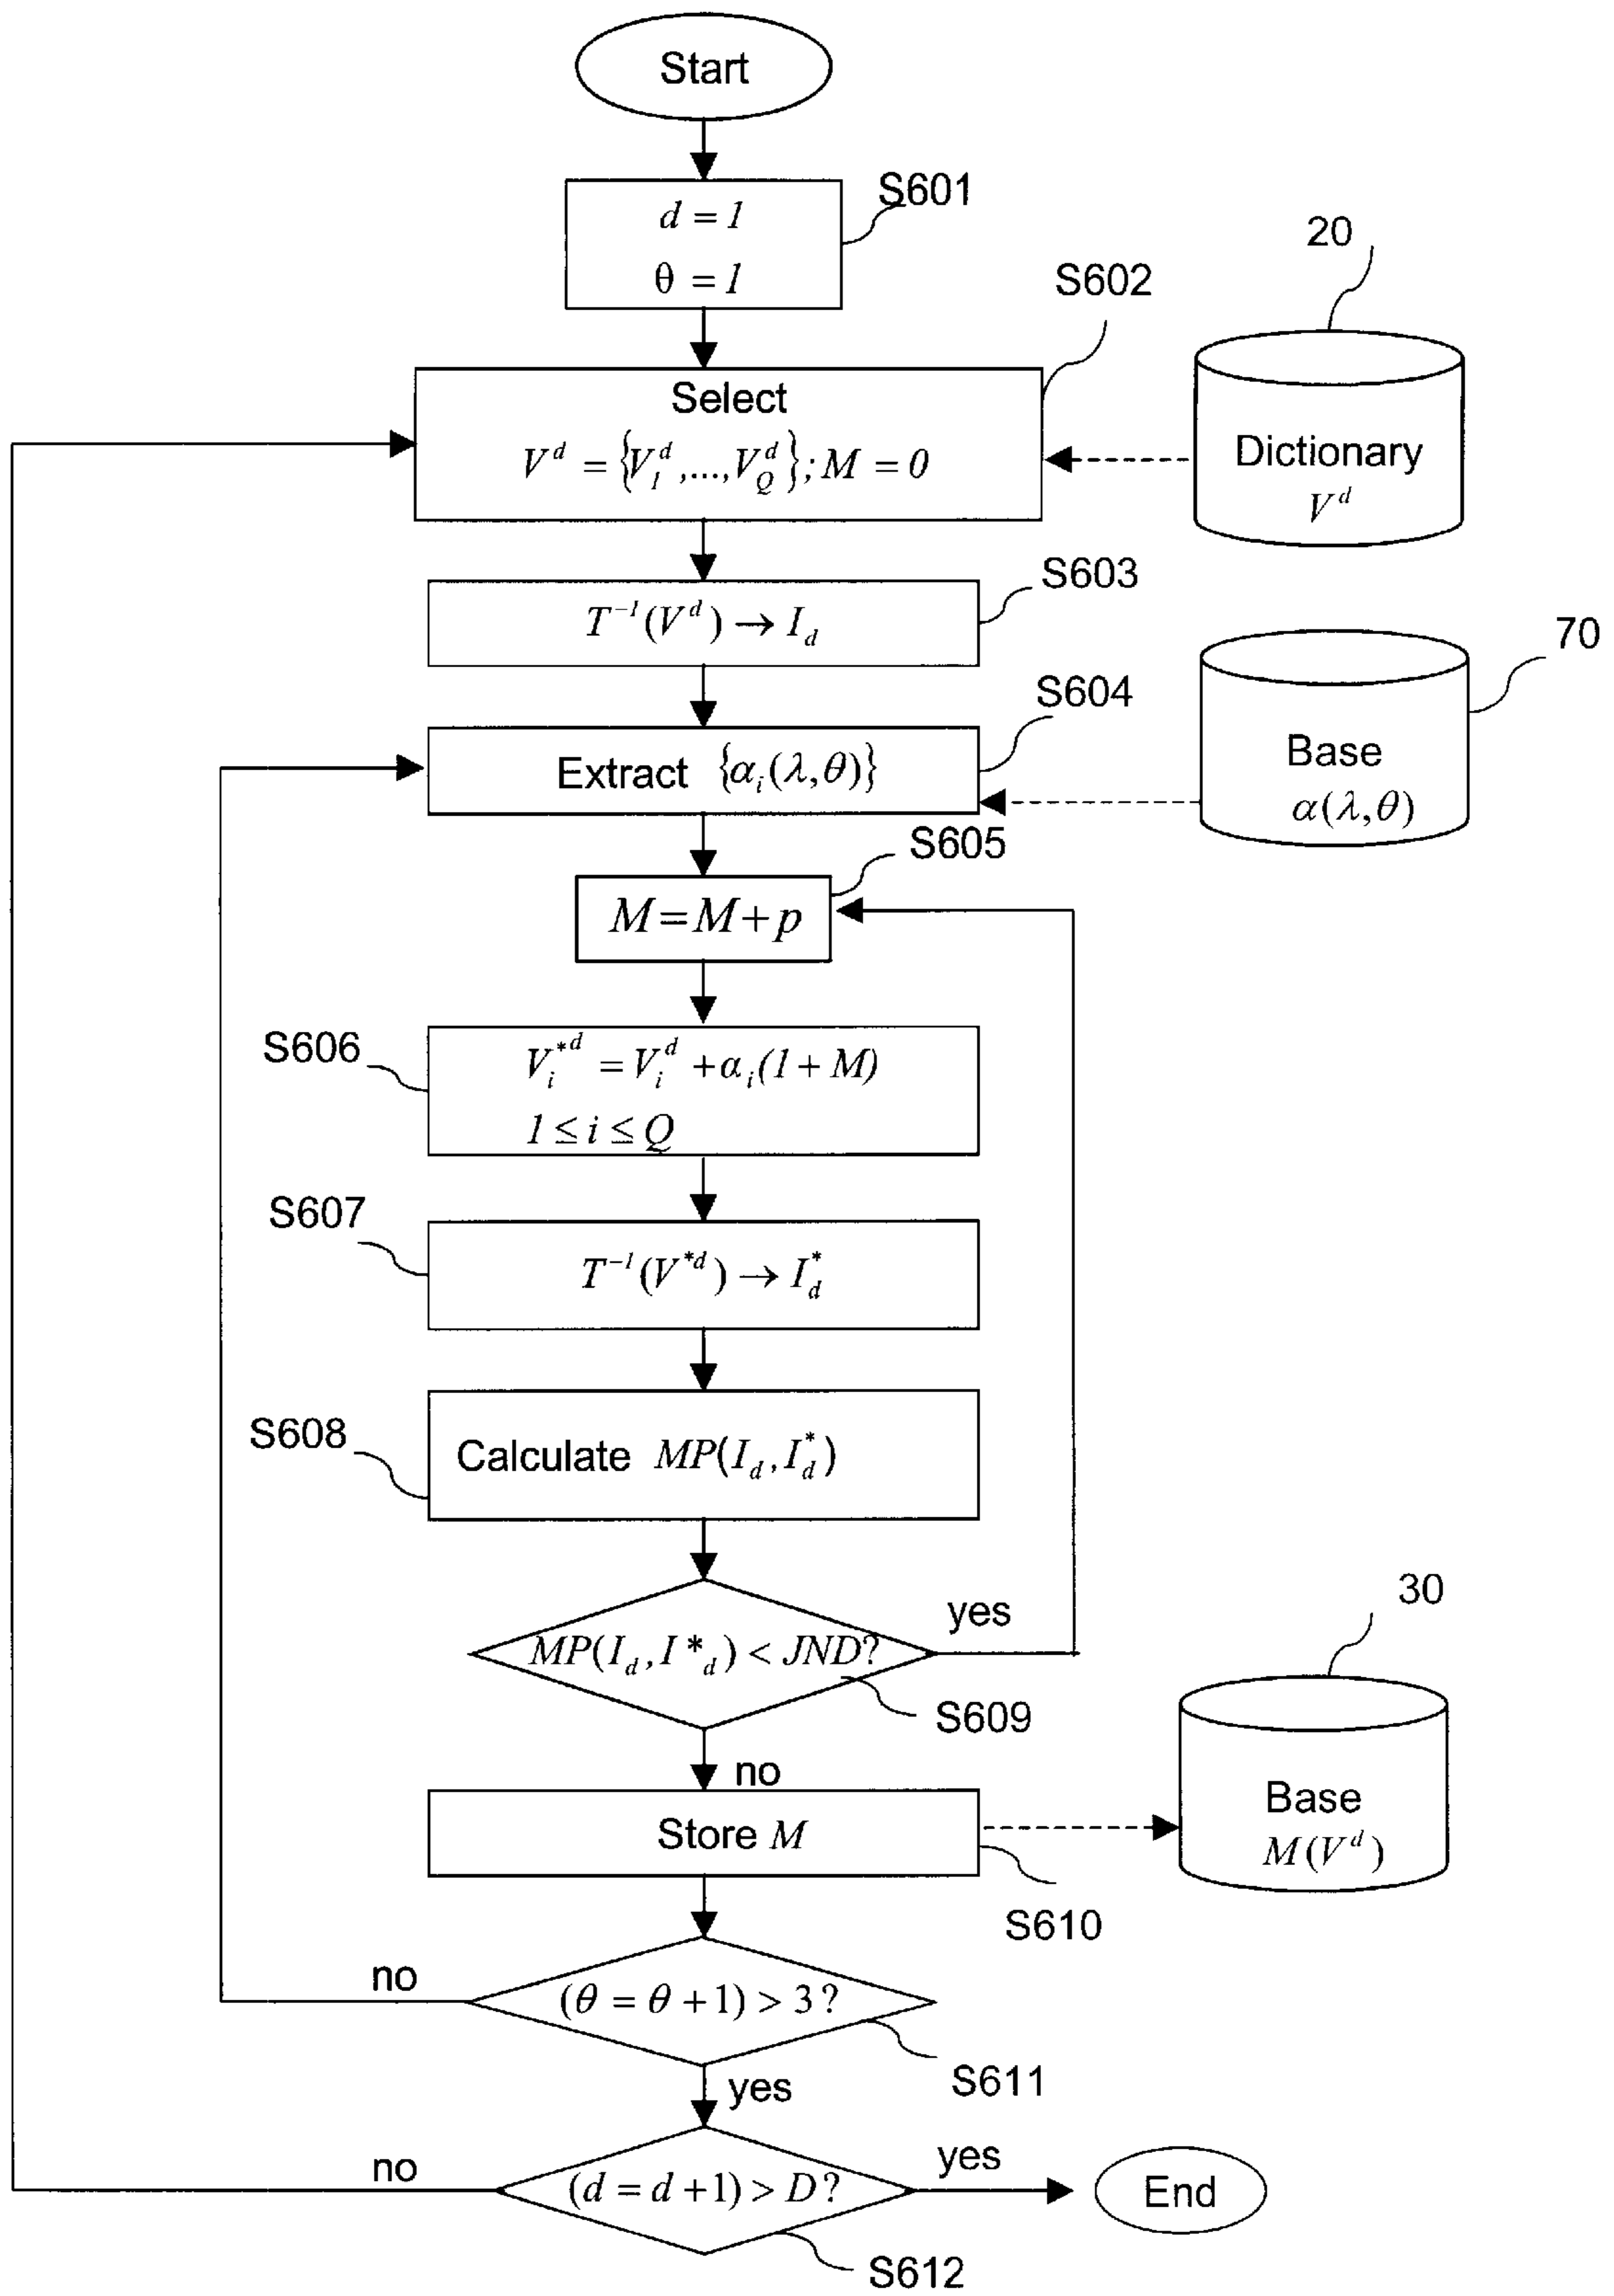 Start
S601
d = 1
θ = 1
20
S602
Select
V^d = {V_1^d ,..., V_Q^d}; M = 0
Dictionary
V^d
S603
T^{-1}(V^d) → I_d
70
S604
Extract {α_i(λ,θ)}
Base
α(λ,θ)
S605
M=M+p
S606
V_i^{*d} = V_i^d + α_i(1 + M)
1 ≤ i ≤ Q
S607
T^{-1}(V^{*d}) → I_d^*
S608
Calculate MP(I_d, I_d^*)
30
yes
MP(I_d, I*_d) < JND?
S609
no
Base
M(V^d)
Store M
S610
no
(θ = θ +1) > 3?
S611
yes
no
yes
(d = d +1) > D?
End
S612